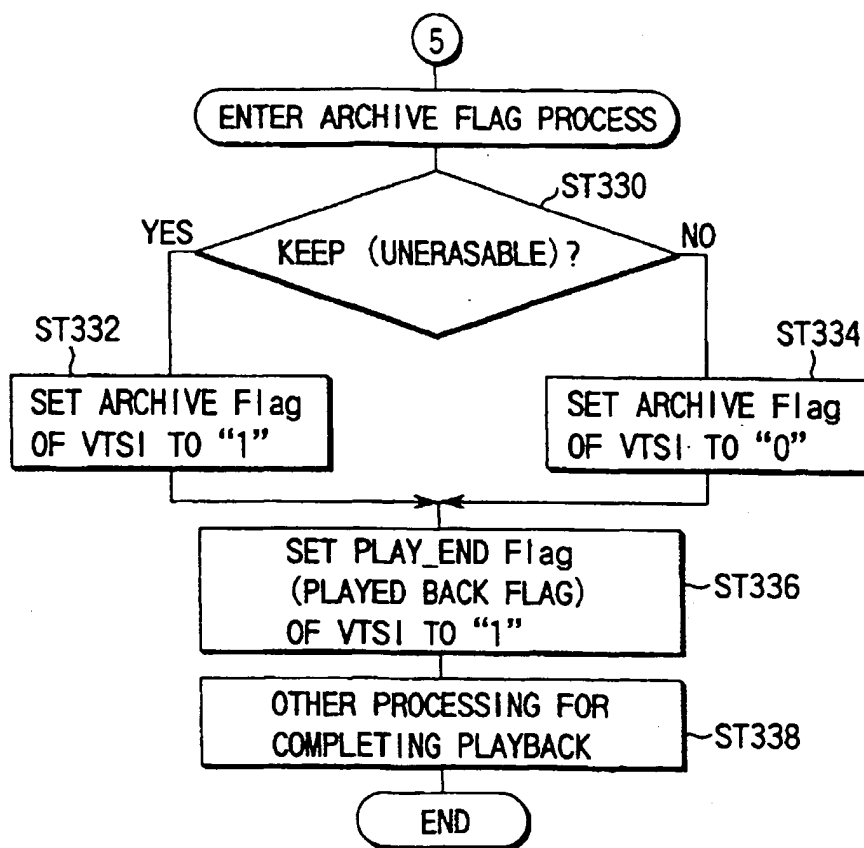 5
ENTER ARCHIVE FLAG PROCESS
ST330
YES
KEEP (UNERASABLE)?
NO
ST332
ST334
SET ARCHIVE Flag
OF VTSI TO “1”
SET ARCHIVE Flag
OF VTSI TO “0”
SET PLAY_END Flag
(PLAYED BACK FLAG)
OF VTSI TO “1”
ST336
OTHER PROCESSING FOR
COMPLETING PLAYBACK
ST338
END